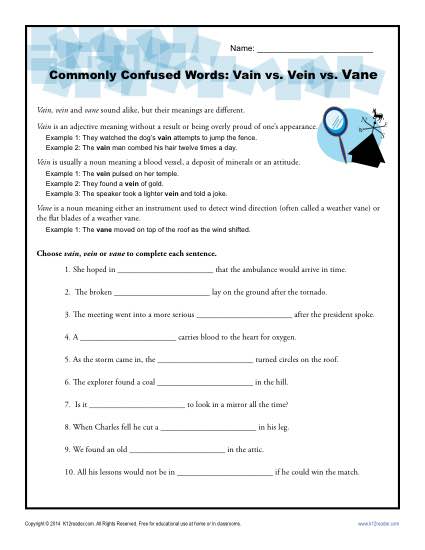 Name: ____________________
Commonly Confused Words: Vain vs. Vein vs. Vane
Vain, vein and vane sound alike, but their meanings are different.
Vain is an adjective meaning without a result or being overly proud of one's appearance.
Example 1: They watched the dog's vain attempts to jump the fence.
Example 2: The vain man combed his hair twelve times a day.
Vein is usually a noun meaning a blood vessel, a deposit of minerals or an attitude.
Example 1: The vein pulsed on her temple.
Example 2: They found a vein of gold.
Example 3: The speaker took a lighter vein and told a joke.
Vane is a noun meaning either an instrument used to detect wind direction (often called a weather vane) or
the flat blades of a weather vane.
Example 1: The vane moved on top of the roof as the wind shifted.
Choose vain, vein or vane to complete each sentence.
1. She hoped in ____________________ that the ambulance would arrive in time.
2. The broken ____________________ lay on the ground after the tornado.
3. The meeting went into a more serious ____________________ after the president spoke.
4. A ____________________ carries blood to the heart for oxygen.
5. As the storm came in, the ____________________ turned circles on the roof.
6. The explorer found a coal ____________________ in the hill.
7. Is it ____________________ to look in a mirror all the time?
8. When Charles fell he cut a ____________________ in his leg.
9. We found an old ____________________ in the attic.
10. All his lessons would not be in ____________________ if he could win the match.
Copyright © 2014 K12reader.com. All Rights Reserved. Free for educational use at home or in classrooms.
www.k12reader.com